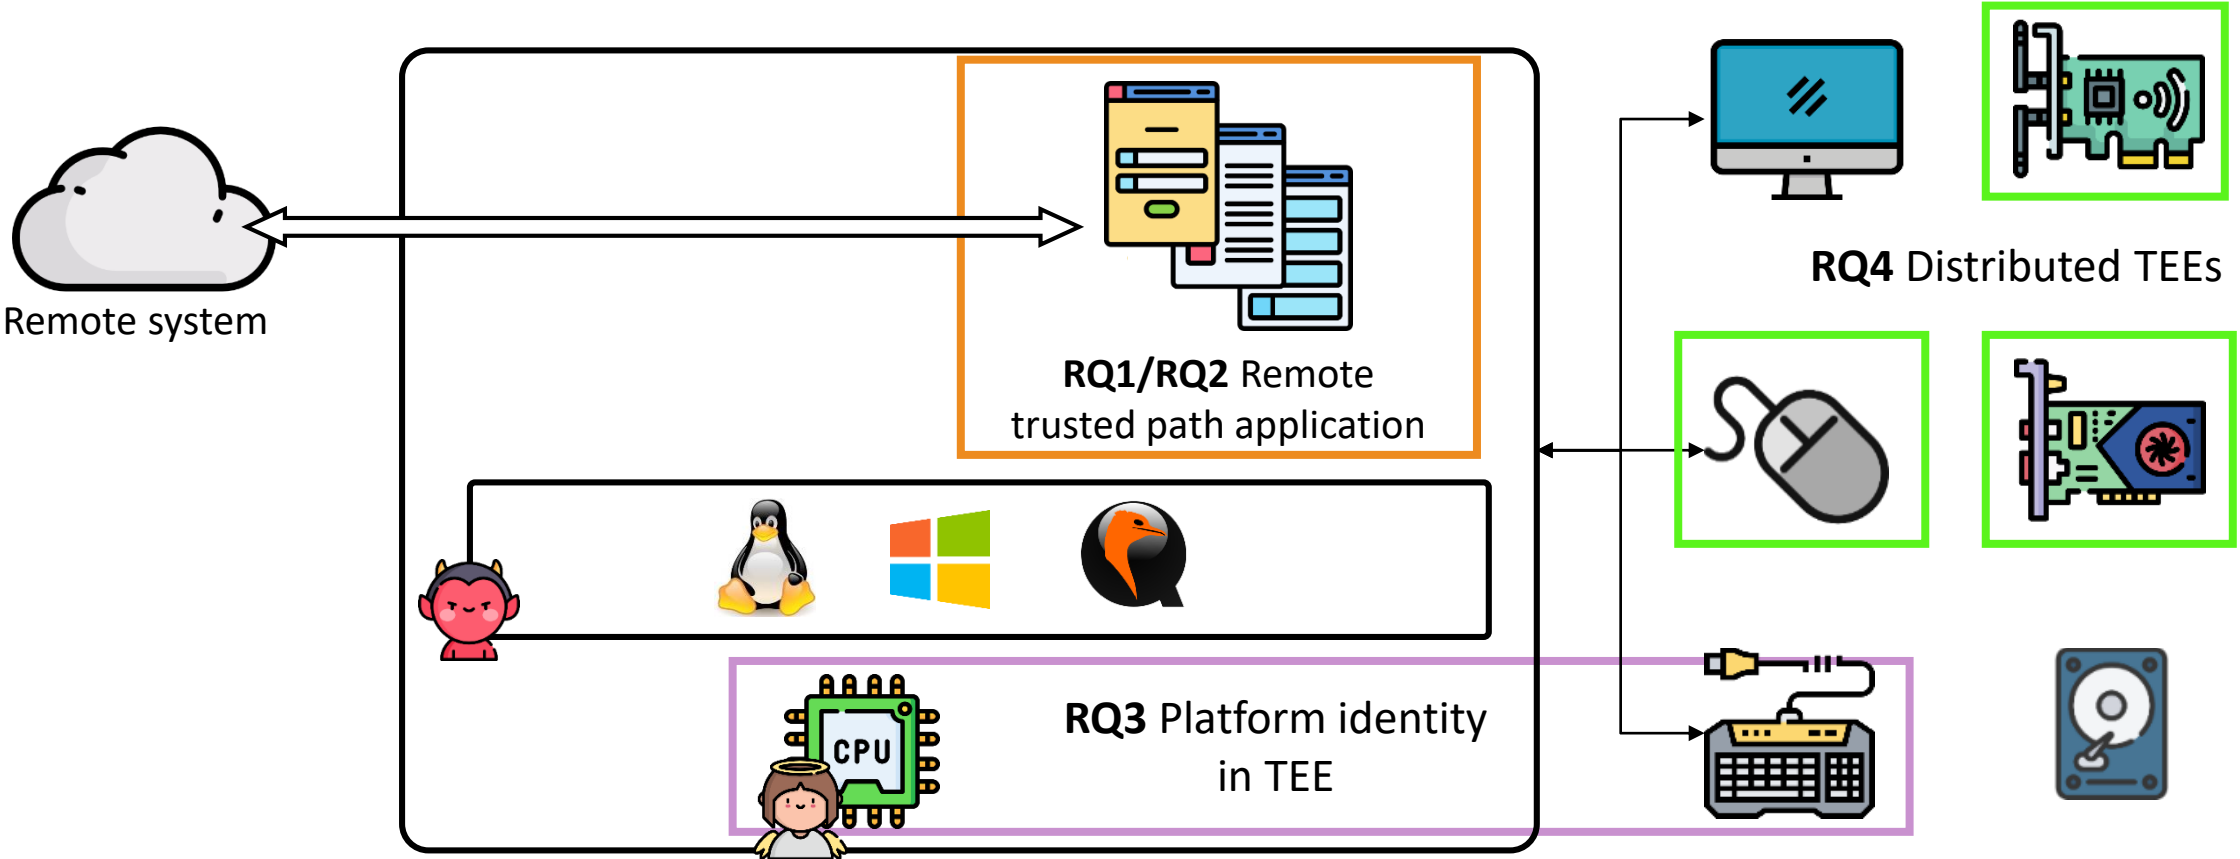 Remote system
RQ1/RQ2 Remote
trusted path application
RQ4 Distributed TEEs
CPU
RQ3 Platform identity
in TEE